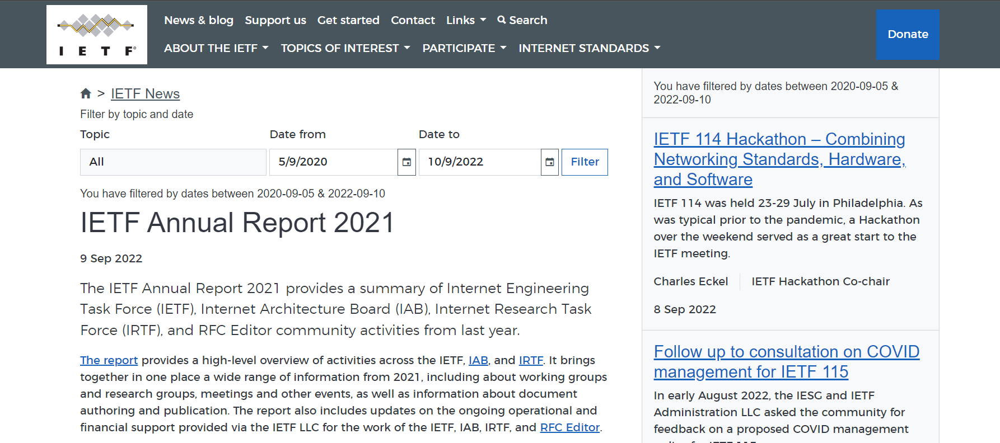 IETF®
News & blog Support us Get started Contact Links Search
ABOUT THE IETF TOPICS OF INTEREST PARTICIPATE INTERNET STANDARDS
Donate
> IETF News
Filter by topic and date
Topic Date from Date to
All 5/9/2020 10/9/2022 Filter
You have filtered by dates between 2020-09-05 & 2022-09-10
IETF Annual Report 2021
9 Sep 2022
The IETF Annual Report 2021 provides a summary of Internet Engineering
Task Force (IETF), Internet Architecture Board (IAB), Internet Research Task
Force (IRTF), and RFC Editor community activities from last year.
The report provides a high-level overview of activities across the IETF, IAB, and IRTF. It brings
together in one place a wide range of information from 2021, including about working groups
and research groups, meetings and other events, as well as information about document
authoring and publication. The report also includes updates on the ongoing operational and
financial support provided via the IETF LLC for the work of the IETF, IAB, IRTF, and RFC Editor.
You have filtered by dates between 2020-09-05 &
2022-09-10
IETF 114 Hackathon – Combining
Networking Standards, Hardware,
and Software
IETF 114 was held 23-29 July in Philadelphia. As
was typical prior to the pandemic, a Hackathon
over the weekend served as a great start to the
IETF meeting.
Charles Eckel IETF Hackathon Co-chair
8 Sep 2022
Follow up to consultation on COVID
management for IETF 115
In early August 2022, the IESG and IETF
Administration LLC asked the community for
feedback on a proposed COVID management